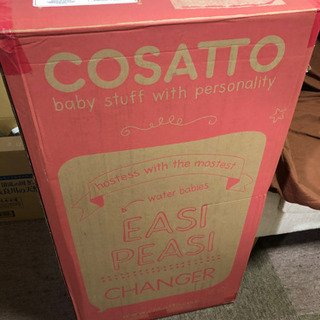 COSATTO
baby stuff with personality
hostess with the mostest
water babies
EASI
PEASI
CHANGER